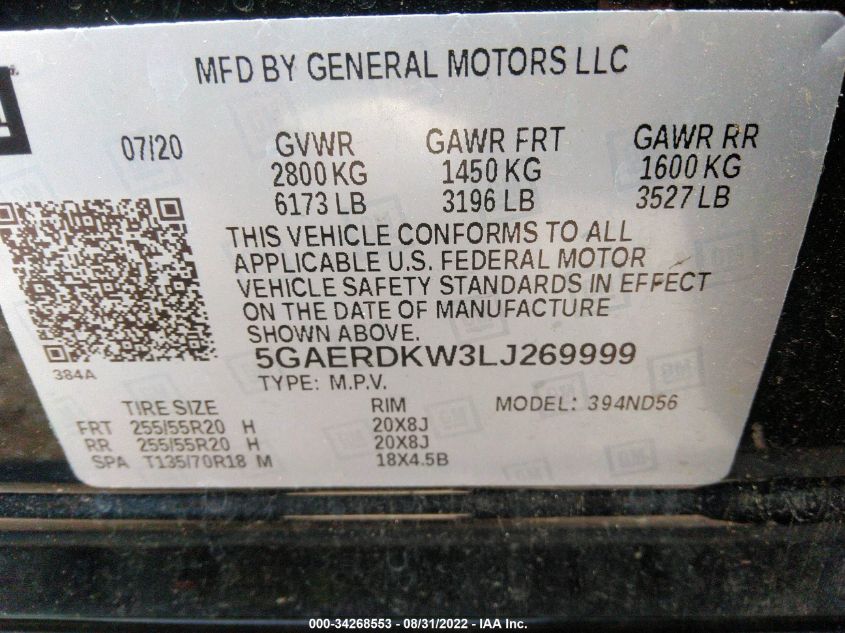 MFD BY GENERAL MOTORS LLC
07/20 GVWR GAWR FRT GAWR RR
2800 KG 1450 KG 1600 KG
6173 LB 3196 LB 3527 LB
THIS VEHICLE CONFORMS TO ALL
APPLICABLE U.S. FEDERAL MOTOR
VEHICLE SAFETY STANDARDS IN EFFECT
ON THE DATE OF MANUFACTURE
SHOWN ABOVE.
5GAERDKW3LJ269999
384A
TYPE: M.P.V.
TIRE SIZE RIM MODEL: 394ND56
FRT 255/55R20 H 20X8J
RR 255/55R20 H 20X8J
SPA T135/70R18 M 18X4.5B
000-34268553 - 08/31/2022 - IAA Inc.